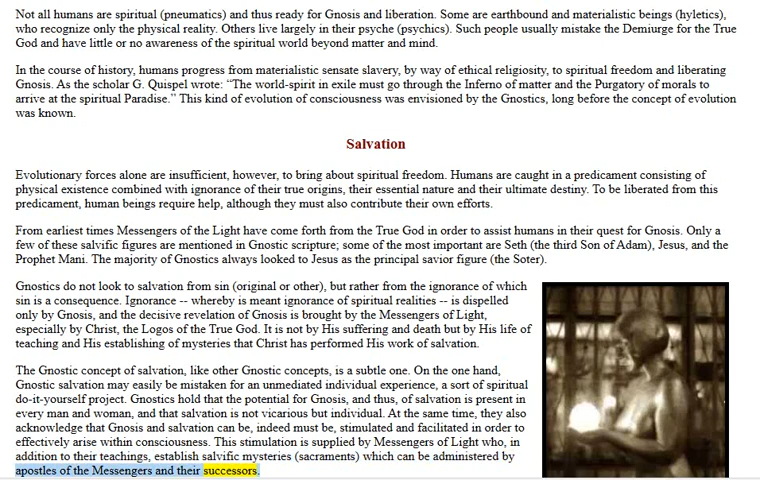 Not all humans are spiritual (pneumatics) and thus ready for Gnosis and liberation. Some are earthbound and materialistic beings (hyletics),
who recognize only the physical reality. Others live largely in their psyche (psychics). Such people usually mistake the Demiurge for the True
God and have little or no awareness of the spiritual world beyond matter and mind.
In the course of history, humans progress from materialistic sensate slavery, by way of ethical religiosity, to spiritual freedom and liberating
Gnosis. As the scholar G. Quispel wrote: “The world-spirit in exile must go through the Inferno of matter and the Purgatory of morals to
arrive at the spiritual Paradise.” This kind of evolution of consciousness was envisioned by the Gnostics, long before the concept of evolution
was known.
Salvation
Evolutionary forces alone are insufficient, however, to bring about spiritual freedom. Humans are caught in a predicament consisting of
physical existence combined with ignorance of their true origins, their essential nature and their ultimate destiny. To be liberated from this
predicament, human beings require help, although they must also contribute their own efforts.
From earliest times Messengers of the Light have come forth from the True God in order to assist humans in their quest for Gnosis. Only a
few of these salvific figures are mentioned in Gnostic scripture; some of the most important are Seth (the third Son of Adam), Jesus, and the
Prophet Mani. The majority of Gnostics always looked to Jesus as the principal savior figure (the Soter).
Gnostics do not look to salvation from sin (original or other), but rather from the ignorance of which
sin is a consequence. Ignorance -- whereby is meant ignorance of spiritual realities -- is dispelled
only by Gnosis, and the decisive revelation of Gnosis is brought by the Messengers of Light,
especially by Christ, the Logos of the True God. It is not by His suffering and death but by His life of
teaching and His establishing of mysteries that Christ has performed His work of salvation.
The Gnostic concept of salvation, like other Gnostic concepts, is a subtle one. On the one hand,
Gnostic salvation may easily be mistaken for an unmediated individual experience, a sort of spiritual
do-it-yourself project. Gnostics hold that the potential for Gnosis, and thus, of salvation is present in
every man and woman, and that salvation is not vicarious but individual. At the same time, they also
acknowledge that Gnosis and salvation can be, indeed must be, stimulated and facilitated in order to
effectively arise within consciousness. This stimulation is supplied by Messengers of Light who, in
addition to their teachings, establish salvific mysteries (sacraments) which can be administered by
apostles of the Messengers and their successors.